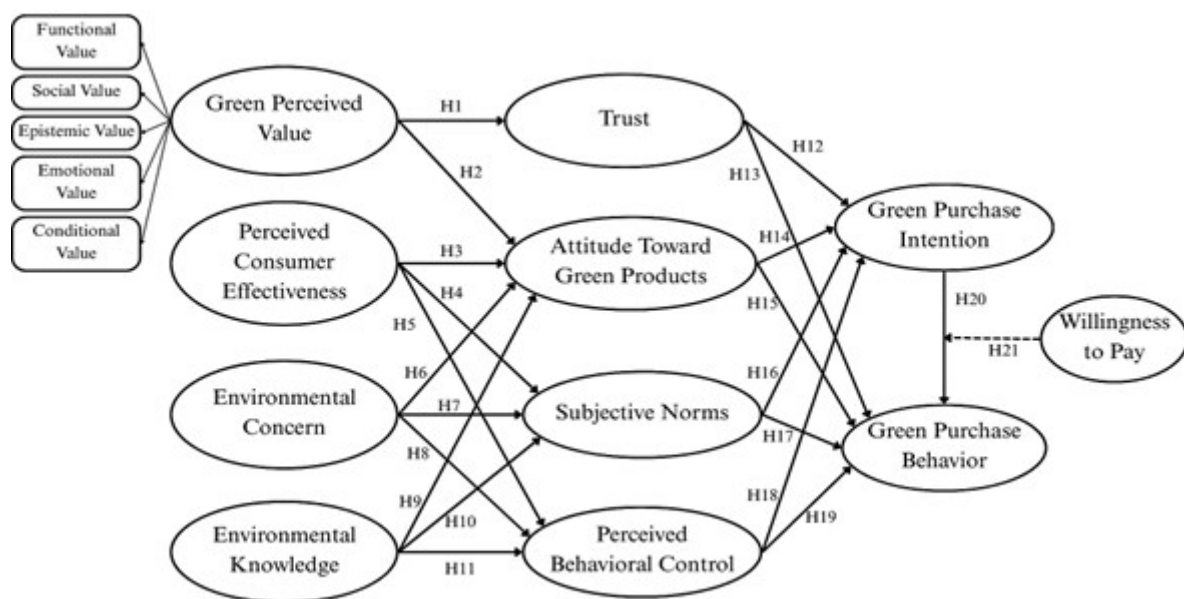 Functional
Value
Social Value
Epistemic Value
Emotional
Value
Conditional
Value
Green Perceived
Value
Perceived
Consumer
Effectiveness
Environmental
Concern
Environmental
Knowledge
H1
H2
H3
H4
H5
H6
H7
H8
H9
H10
H11
Trust
Attitude Toward
Green Products
Subjective Norms
Perceived
Behavioral Control
H12
H13
H14
H15
H16
H17
H18
H19
Green Purchase
Intention
H20
H21
Willingness
to Pay
Green Purchase
Behavior